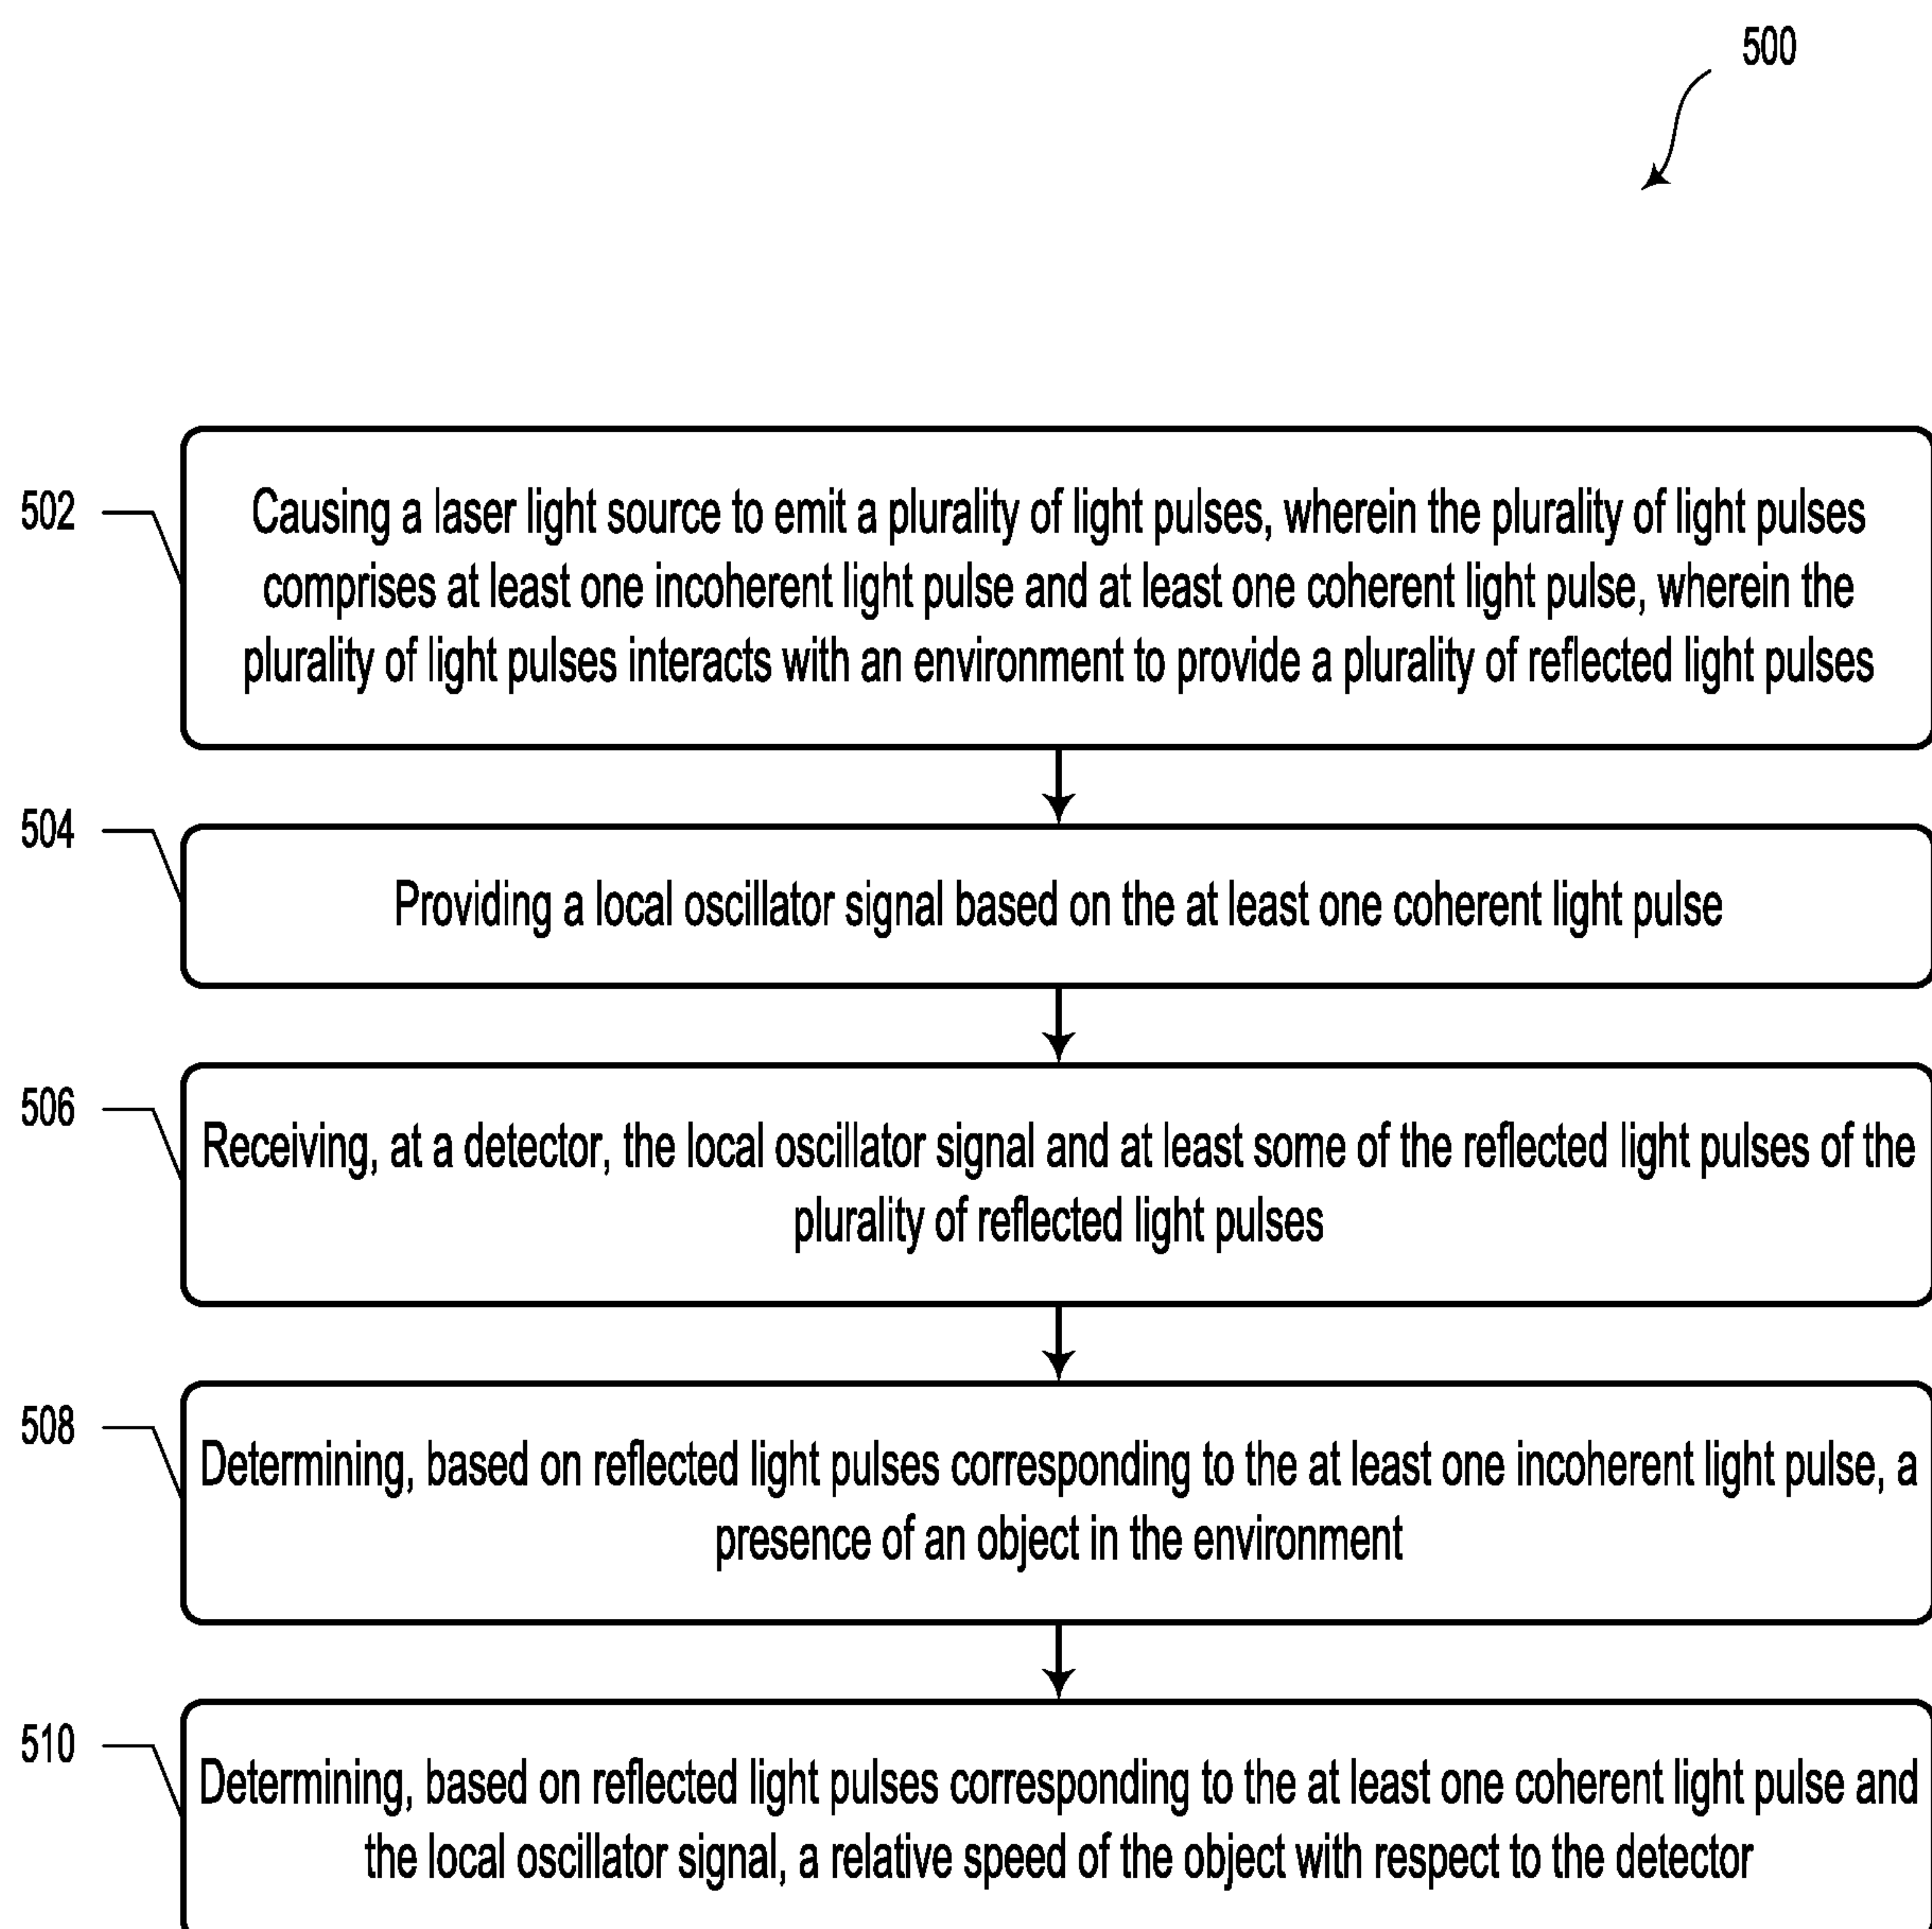 500
502
Causing a laser light source to emit a plurality of light pulses, wherein the plurality of light pulses
comprises at least one incoherent light pulse and at least one coherent light pulse, wherein the
plurality of light pulses interacts with an environment to provide a plurality of reflected light pulses
504
Providing a local oscillator signal based on the at least one coherent light pulse
506
Receiving, at a detector, the local oscillator signal and at least some of the reflected light pulses of the
plurality of reflected light pulses
508
Determining, based on reflected light pulses corresponding to the at least one incoherent light pulse, a
presence of an object in the environment
510
Determining, based on reflected light pulses corresponding to the at least one coherent light pulse and
the local oscillator signal, a relative speed of the object with respect to the detector